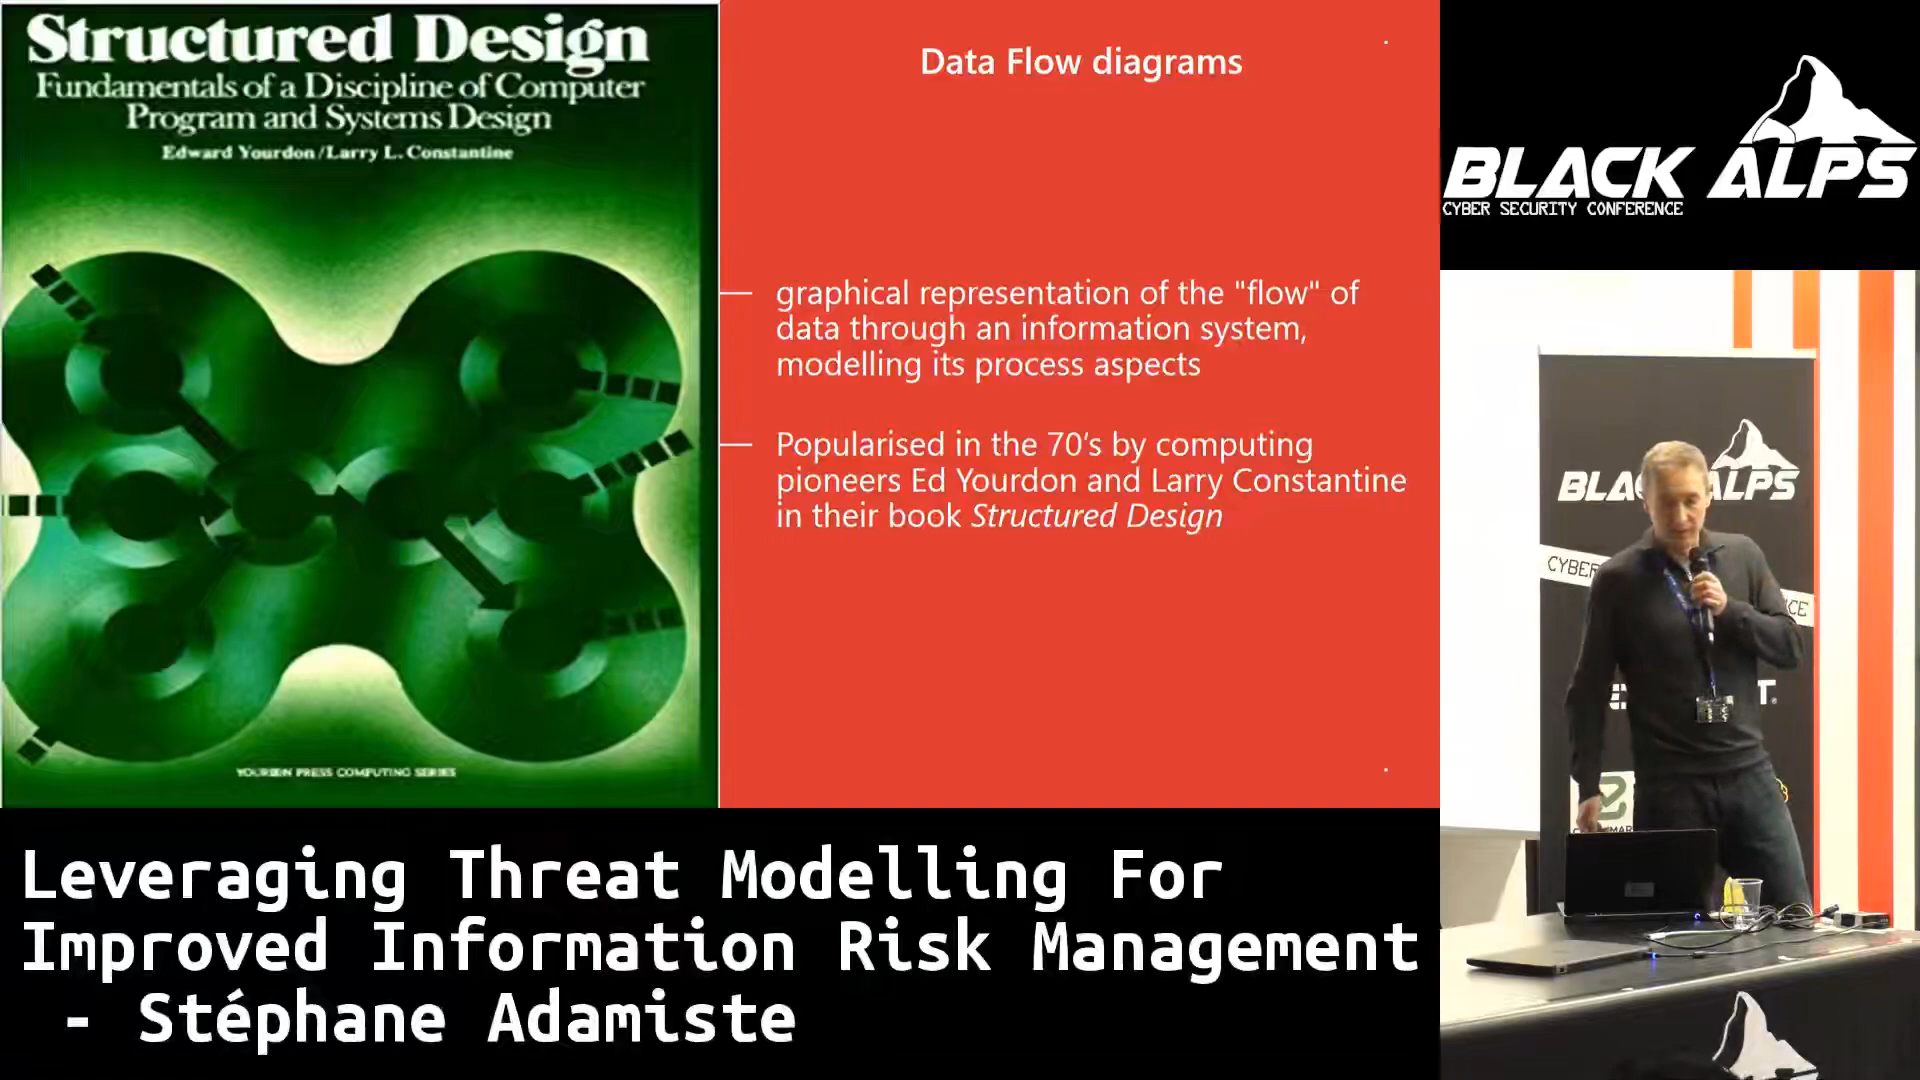 Structured Design
Fundamentals of a Discipline of Computer
Program and Systems Design
Edward Yourdon/Larry L. Constantine
YOURDON PRESS COMPUTING SERIES
Data Flow diagrams
graphical representation of the "flow" of
data through an information system,
modelling its process aspects
Popularised in the 70's by computing
pioneers Ed Yourdon and Larry Constantine
in their book Structured Design
BLACK ALPS
CYBER SECURITY CONFERENCE
BLA ALPS
CYBER CE
T.
Leveraging Threat Modelling For
Improved Information Risk Management
- Stéphane Adamiste